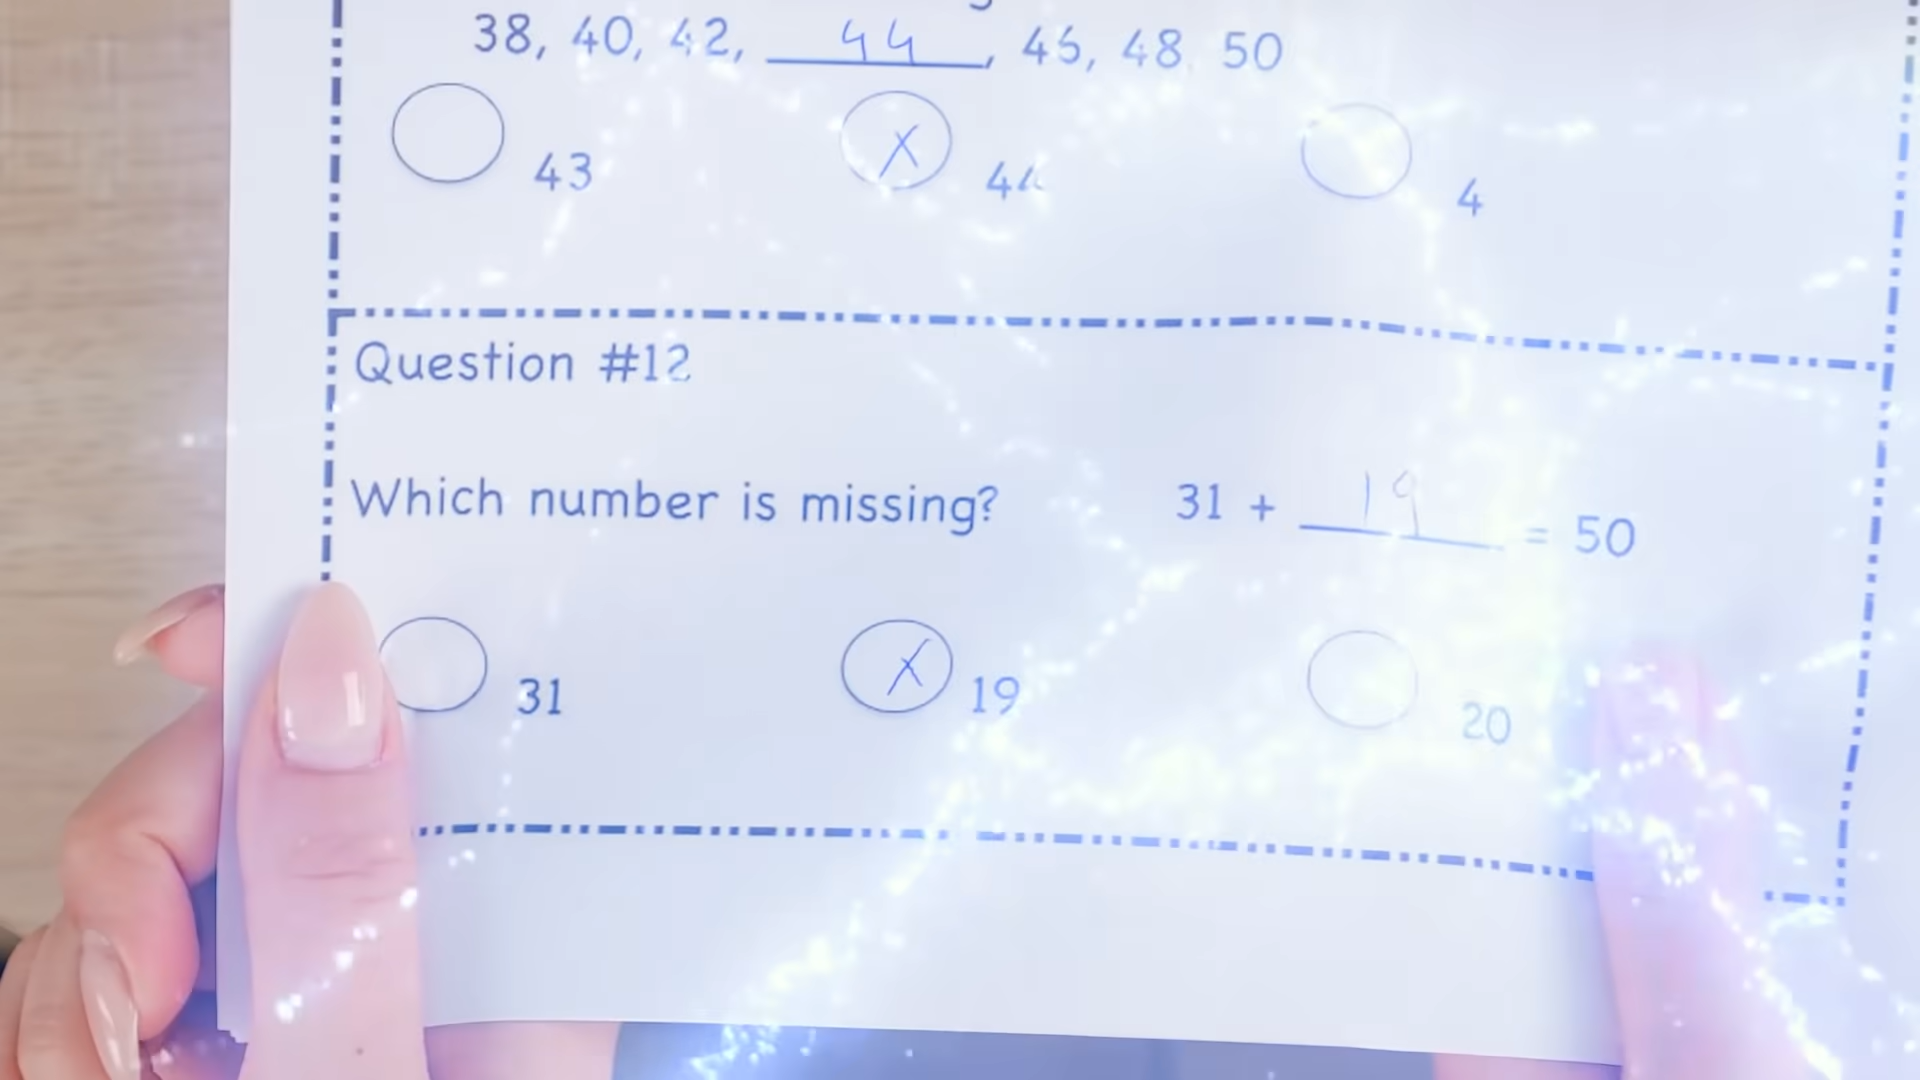 38, 40, 42, 44, 46, 48, 50
43 X 44 4
Question #12
Which number is missing? 31 + 19 = 50
31 X 19 20